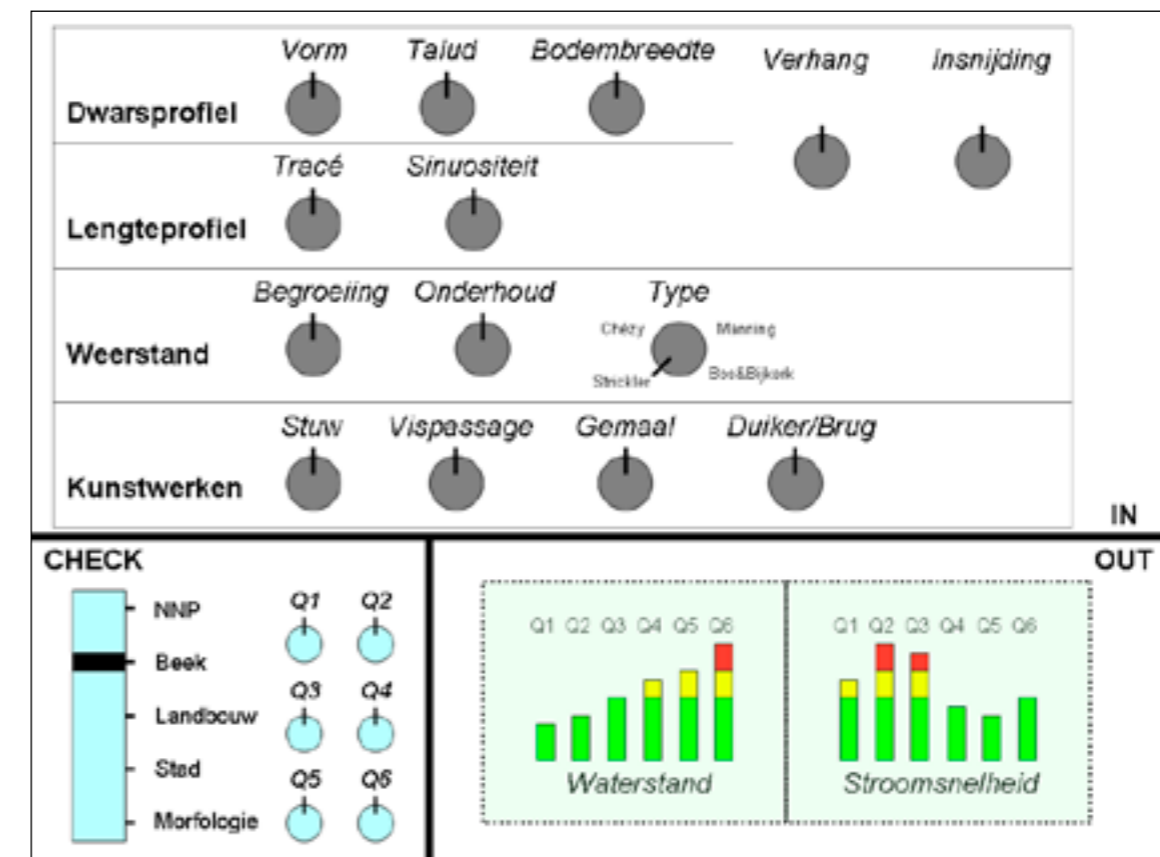 Vorm Talud Bodembreedte Verhang Insnijding
Dwarsprofiel
Tracé Sinuositeit
Lengteprofiel
Begroeiing Onderhoud Type
Chézy Manning
Weerstand
Strickler Bos&Bijkerk
Stuw Vispassage Gemaal Duiker/Brug
Kunstwerken
IN
CHECK
NNP
Beek
Landbouw
Stad
Morfologie
Q1 Q2
Q3 Q4
Q5 Q6
OUT
Q1 Q2 Q3 Q4 Q5 Q6
Waterstand
Q1 Q2 Q3 Q4 Q5 Q6
Stroomsnelheid